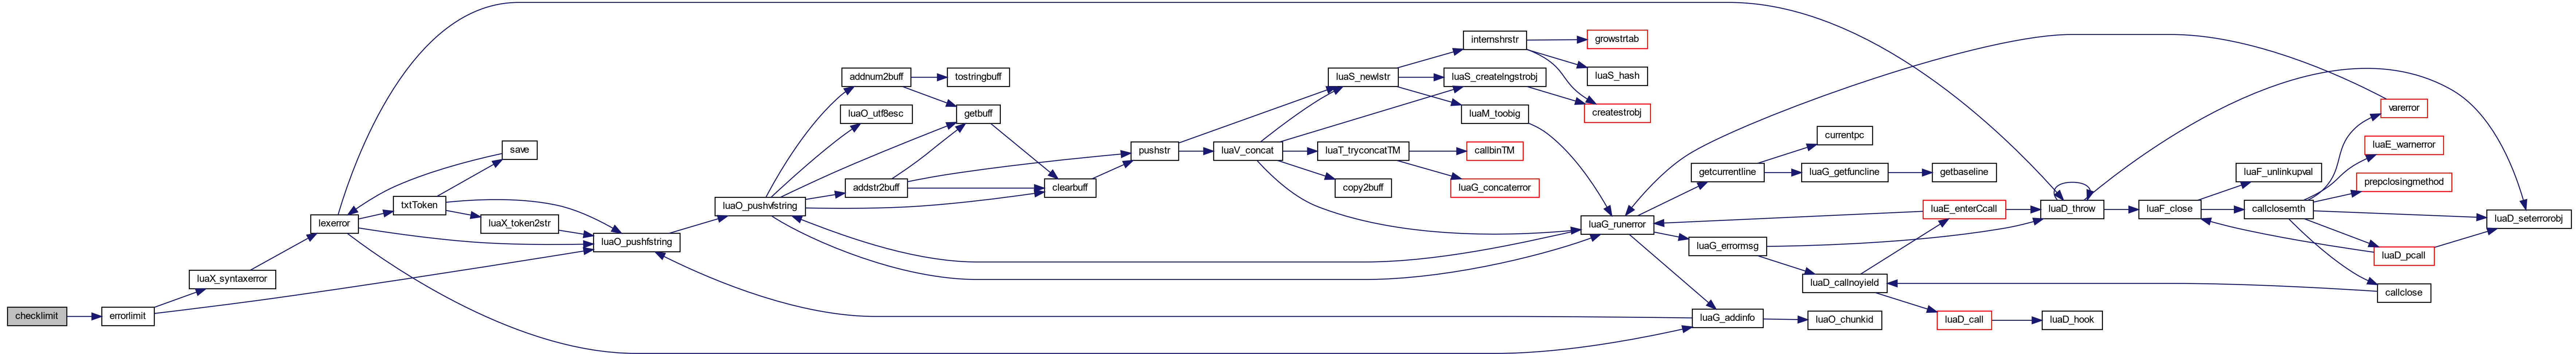 checklimit
errorlimit
luaX_syntaxerror
lexerror
save
txtToken
luaX_token2str
luaO_pushfstring
luaO_pushvfstring
addnum2buff
tostringbuff
luaO_utf8esc
getbuff
addstr2buff
clearbuff
pushstr
luaV_concat
luaS_newlstr
internshrstr
growstrtab
luaS_hash
luaS_createlngstrobj
createstrobj
luaM_toobig
luaT_tryconcatTM
callbinTM
luaG_concaterror
copy2buff
luaG_runerror
getcurrentline
currentpc
luaG_getfuncline
getbaseline
luaG_errormsg
luaD_callnoyield
luaE_enterCcall
luaD_call
luaD_hook
luaG_addinfo
luaO_chunkid
luaD_throw
luaF_close
luaF_unlinkupval
callclosemth
varerror
luaE_warnerror
prepclosingmethod
luaD_seterrorobj
luaD_pcall
callclose